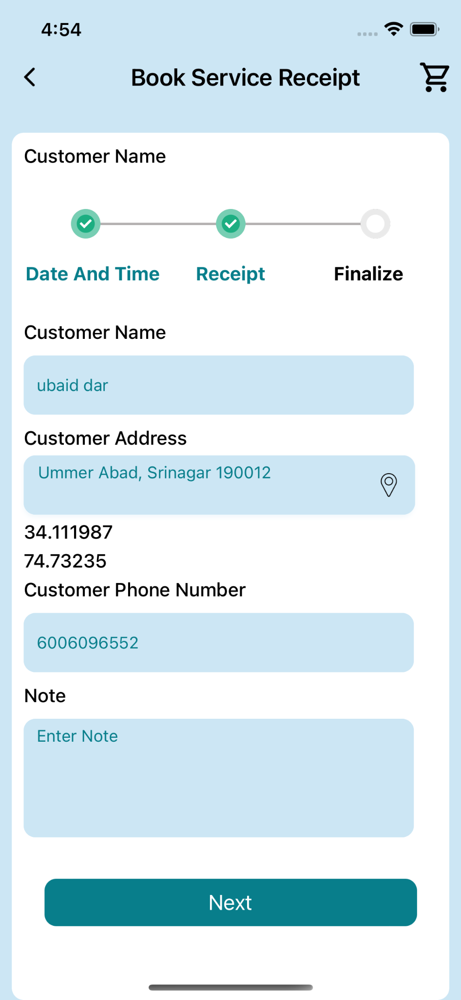 4:54
Book Service Receipt
Customer Name
Date And Time Receipt Finalize
Customer Name
ubaid dar
Customer Address
Ummer Abad, Srinagar 190012
34.111987
74.73235
Customer Phone Number
6006096552
Note
Enter Note
Next